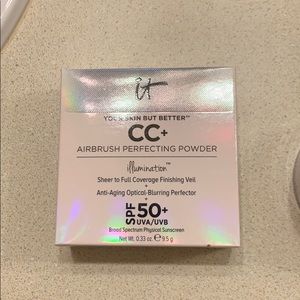 it
YOUR SKIN BUT BETTER™
CC+
AIRBRUSH PERFECTING POWDER
illumination™
Sheer to Full Coverage Finishing Veil
+
Anti-Aging Optical-Blurring Perfector
+
SPF 50+
UVA/UVB
Broad Spectrum Physical Sunscreen
Net Wt. 0.33 oz. ℮ 9.5 g